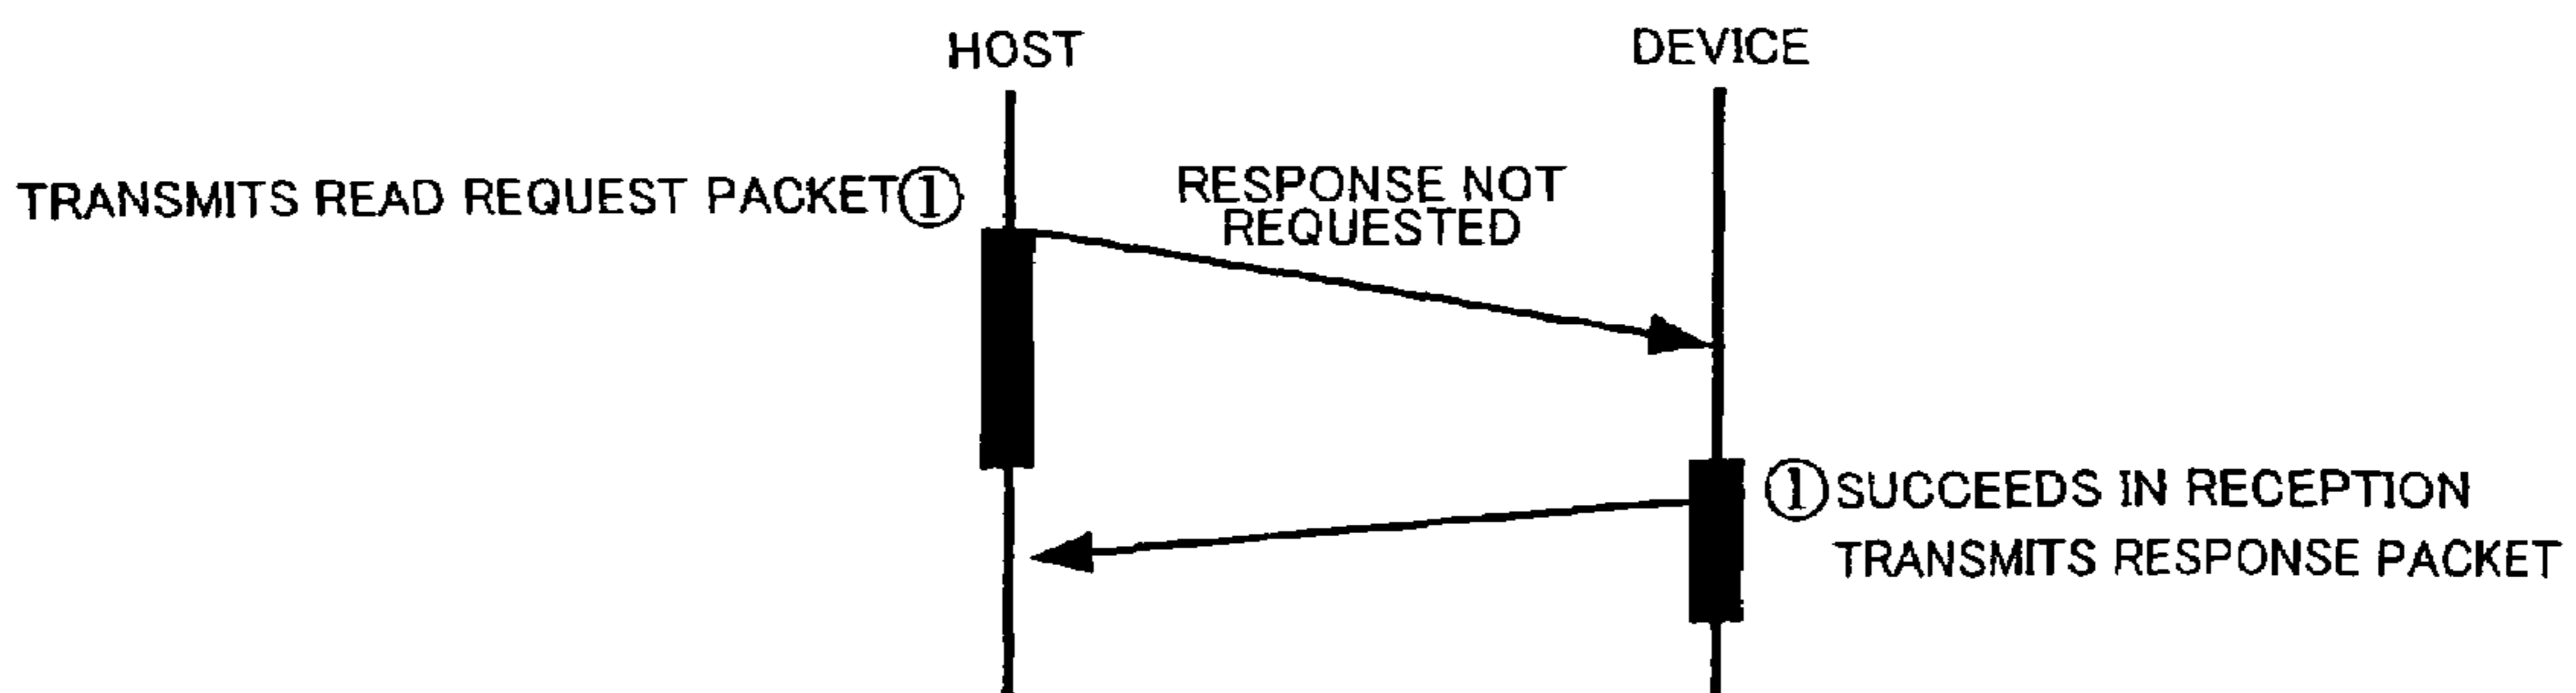 HOST
DEVICE
TRANSMITS READ REQUEST PACKET①
RESPONSE NOT
REQUESTED
①SUCCEEDS IN RECEPTION
TRANSMITS RESPONSE PACKET